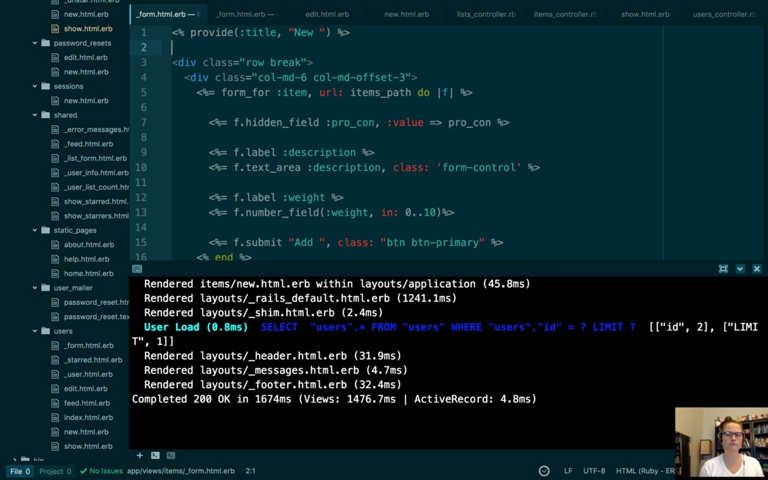 _form.html.erb —
_form.html.erb —
edit.html.erb
new.html.erb
lists_controller.rb
items_controller.rb
show.html.erb
users_controller.rb
new.html.erb
show.html.erb
password_resets
edit.html.erb
new.html.erb
sessions
new.html.erb
shared
_error_messages.ht
_feed.html.erb
_list_form.html.erb
_user_info.html.erb
_user_list_count.htm
show_starred.html.erb
show_starrers.html.erb
static_pages
about.html.erb
help.html.erb
home.html.erb
user_mailer
password_reset.htm
password_reset.tex
users
_form.html.erb
_starred.html.erb
_user.html.erb
edit.html.erb
feed.html.erb
index.html.erb
new.html.erb
show.html.erb
bin
1 <% provide(:title, "New ") %>
2
3 <div class="row break">
4 <div class="col-md-6 col-md-offset-3">
5 <%= form_for :item, url: items_path do |f| %>
6
7 <%= f.hidden_field :pro_con, :value => pro_con %>
8
9 <%= f.label :description %>
10 <%= f.text_area :description, class: 'form-control' %>
11
12 <%= f.label :weight %>
13 <%= f.number_field(:weight, in: 0..10)%>
14
15 <%= f.submit "Add ", class: "btn btn-primary" %>
16 <% end %>
Rendered items/new.html.erb within layouts/application (45.8ms)
Rendered layouts/_rails_default.html.erb (1241.1ms)
Rendered layouts/_shim.html.erb (2.4ms)
User Load (0.8ms) SELECT "users".* FROM "users" WHERE "users"."id" = ? LIMIT ? [["id", 2], ["LIMI
T", 1]]
Rendered layouts/_header.html.erb (31.9ms)
Rendered layouts/_messages.html.erb (4.7ms)
Rendered layouts/_footer.html.erb (32.4ms)
Completed 200 OK in 1674ms (Views: 1476.7ms | ActiveRecord: 4.8ms)
File 0 Project 0 No Issues app/views/items/_form.html.erb 2:1 LF UTF-8 HTML (Ruby - ER